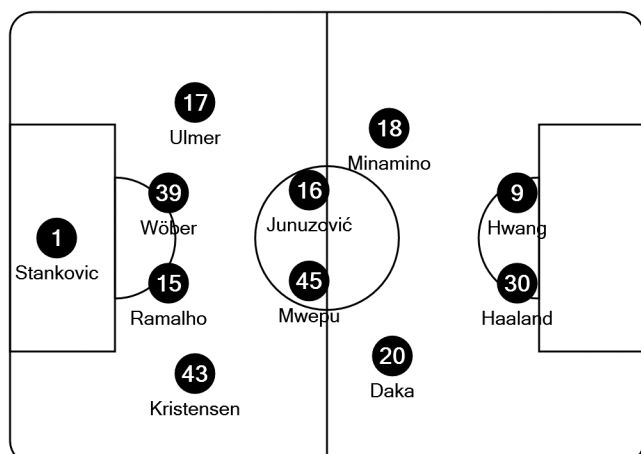 17
Ulmer
18
Minamino
39
Wöber
16
Junuzović
9
Hwang
1
Stankovic
15
Ramalho
45
Mwepu
30
Haaland
43
Kristensen
20
Daka